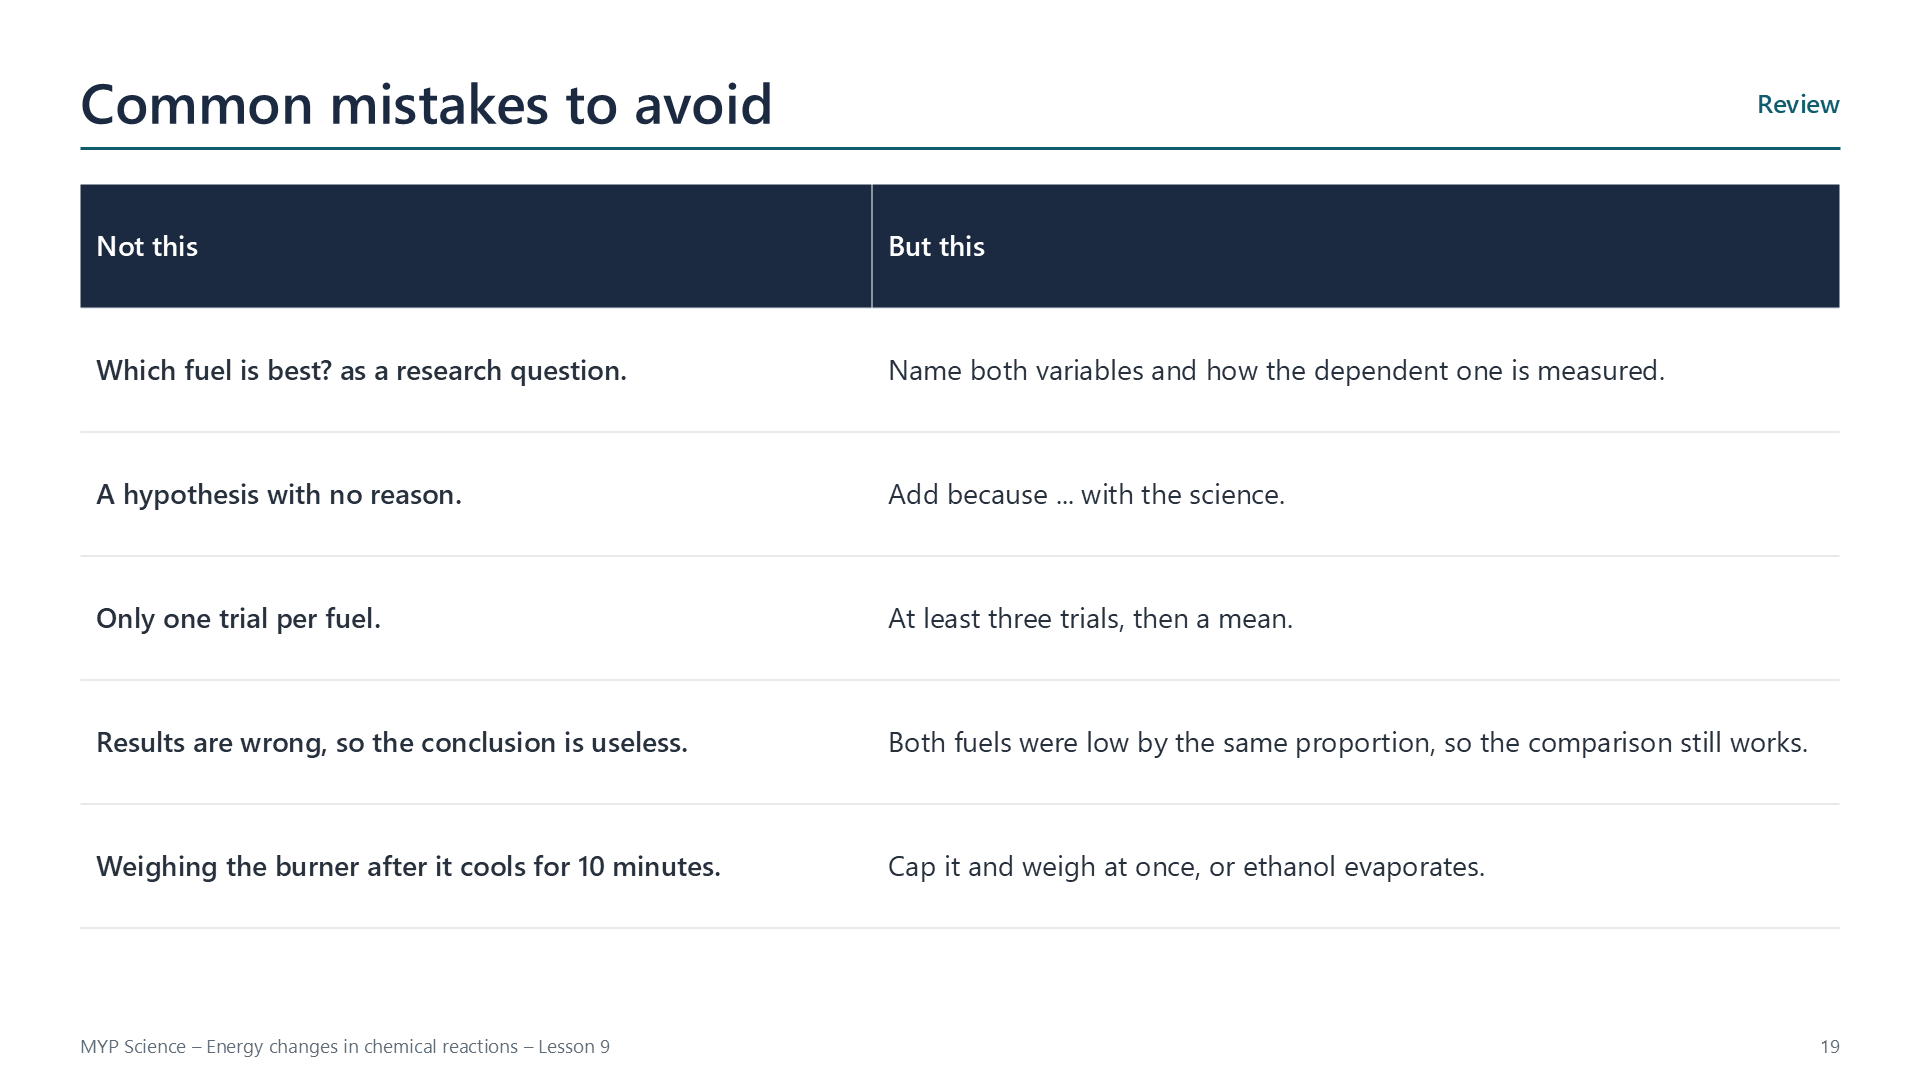 Common mistakes to avoid
Review
Not this
But this
Which fuel is best? as a research question.
Name both variables and how the dependent one is measured.
A hypothesis with no reason.
Add because ... with the science.
Only one trial per fuel.
At least three trials, then a mean.
Results are wrong, so the conclusion is useless.
Both fuels were low by the same proportion, so the comparison still works.
Weighing the burner after it cools for 10 minutes.
Cap it and weigh at once, or ethanol evaporates.
MYP Science – Energy changes in chemical reactions – Lesson 9
19